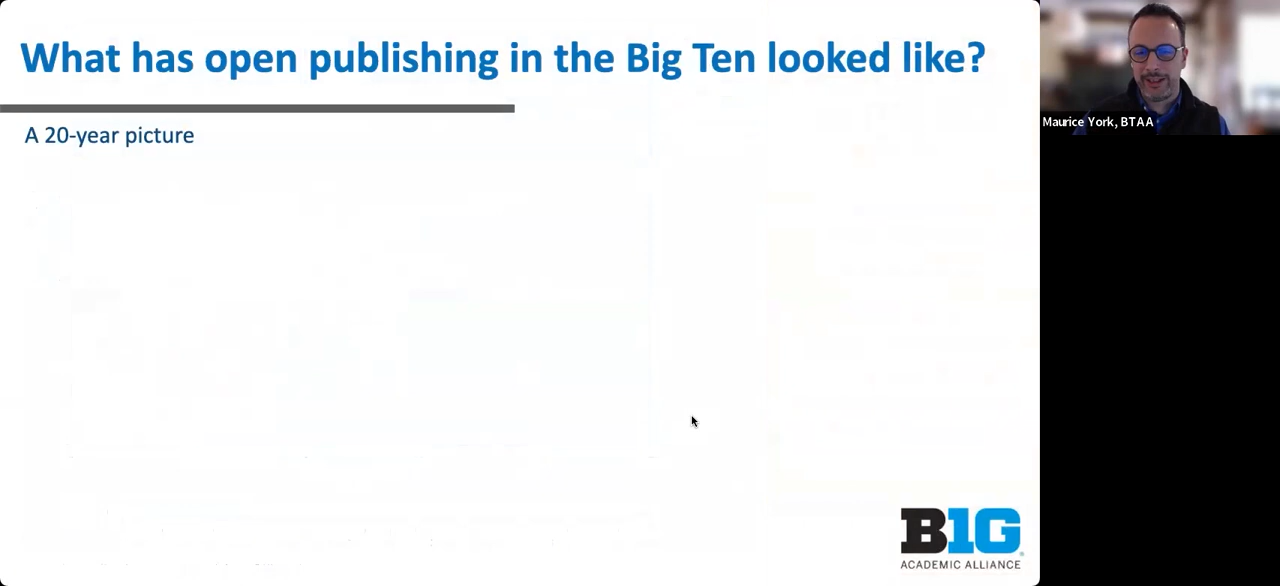 What has open publishing in the Big Ten looked like?
A 20-year picture
Maurice York, BTAA
B1G
ACADEMIC ALLIANCE